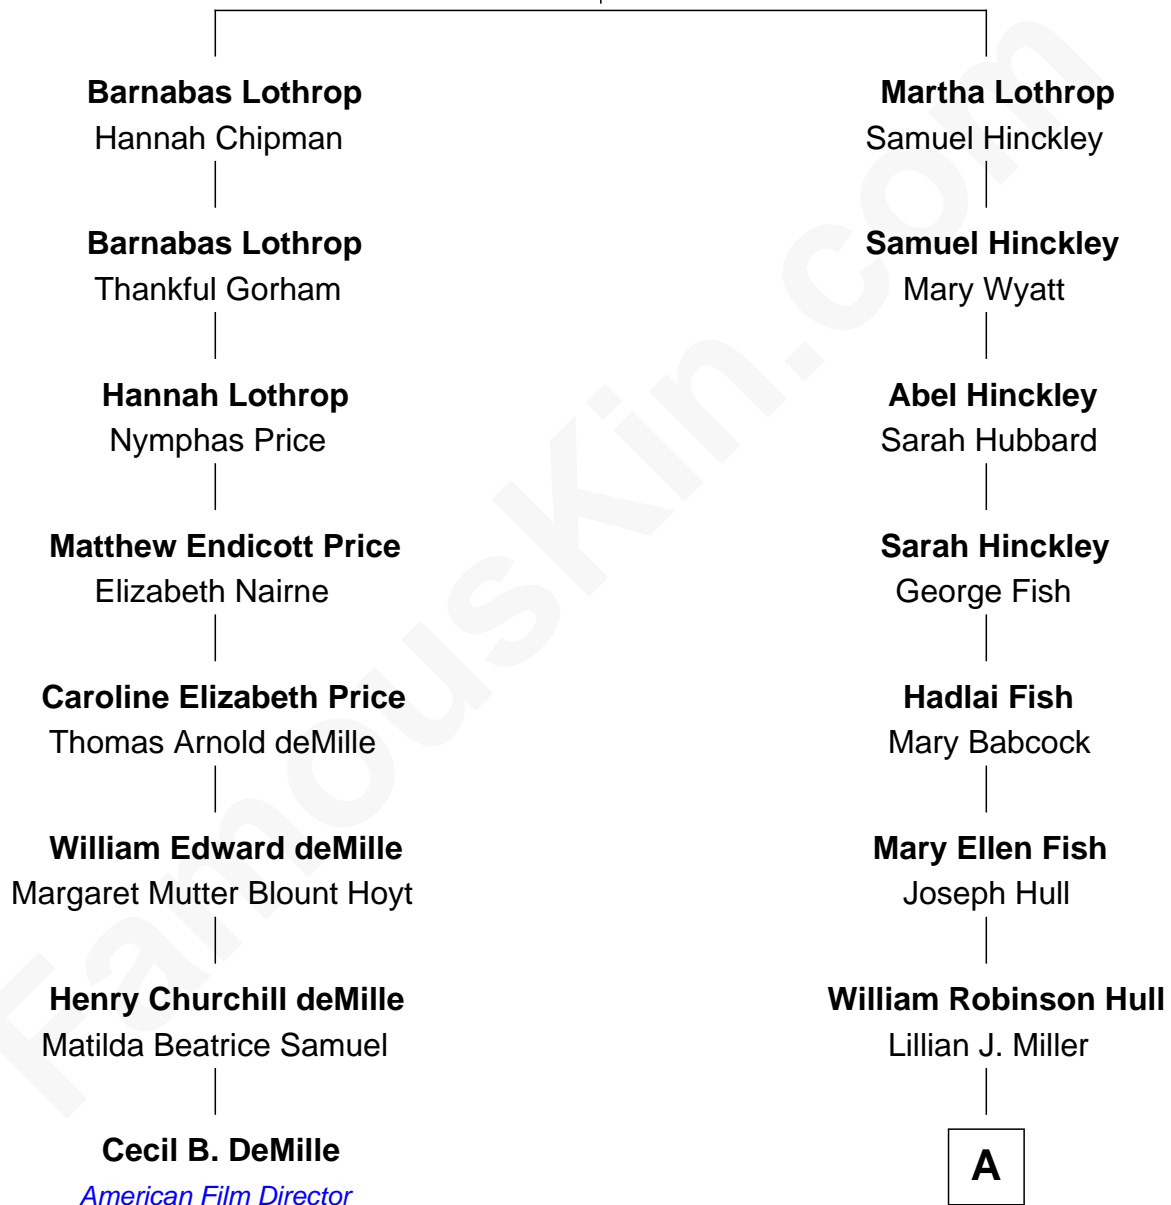 Barnabas Lothrop
Hannah Chipman
Martha Lothrop
Samuel Hinckley
Barnabas Lothrop
Thankful Gorham
Samuel Hinckley
Mary Wyatt
Hannah Lothrop
Nymphas Price
Abel Hinckley
Sarah Hubbard
Matthew Endicott Price
Elizabeth Nairne
Sarah Hinckley
George Fish
Caroline Elizabeth Price
Thomas Arnold deMille
Hadlai Fish
Mary Babcock
William Edward deMille
Margaret Mutter Blount Hoyt
Mary Ellen Fish
Joseph Hull
Henry Churchill deMille
Matilda Beatrice Samuel
William Robinson Hull
Lillian J. Miller
Cecil B. DeMille
American Film Director
A
FamousKin.com